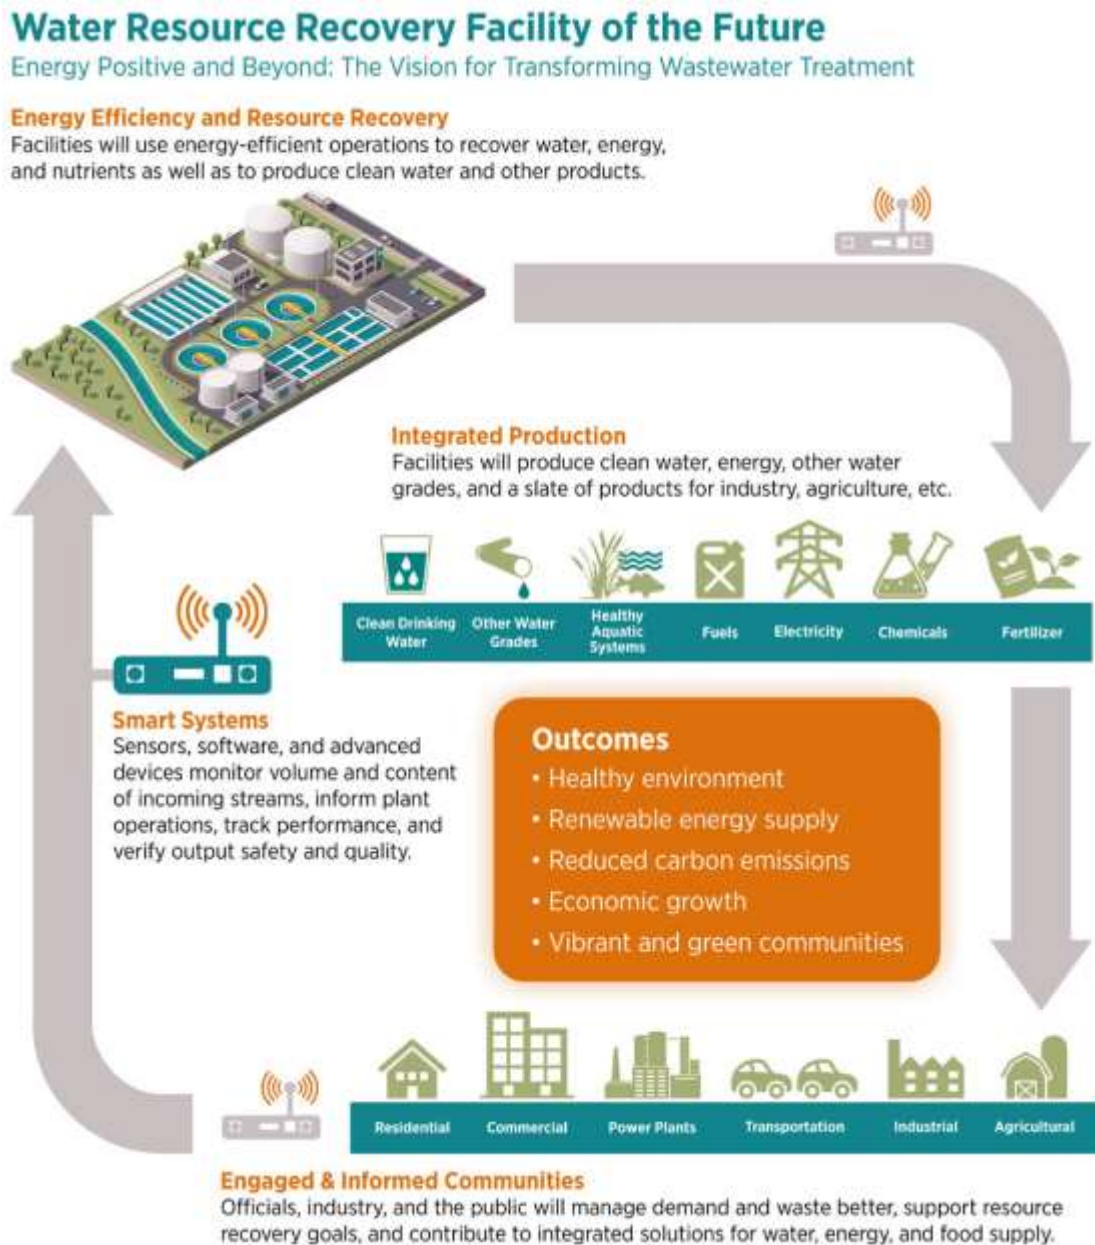 Water Resource Recovery Facility of the Future
Energy Positive and Beyond: The Vision for Transforming Wastewater Treatment
Energy Efficiency and Resource Recovery
Facilities will use energy-efficient operations to recover water, energy,
and nutrients as well as to produce clean water and other products.
Integrated Production
Facilities will produce clean water, energy, other water
grades, and a slate of products for industry, agriculture, etc.
Clean Drinking
Water
Other Water
Grades
Healthy
Aquatic
Systems
Fuels
Electricity
Chemicals
Fertilizer
Smart Systems
Sensors, software, and advanced
devices monitor volume and content
of incoming streams, inform plant
operations, track performance, and
verify output safety and quality.
Outcomes
• Healthy environment
• Renewable energy supply
• Reduced carbon emissions
• Economic growth
• Vibrant and green communities
Residential
Commercial
Power Plants
Transportation
Industrial
Agricultural
Engaged & Informed Communities
Officials, industry, and the public will manage demand and waste better, support resource
recovery goals, and contribute to integrated solutions for water, energy, and food supply.